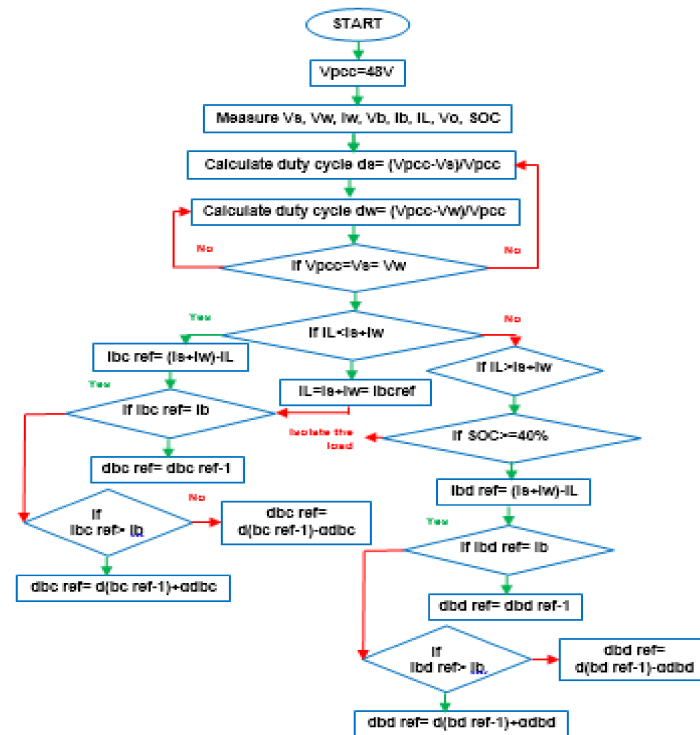 START
Vpcc=48V
Measure Vs, Vw, Iw, Vb, Ib, IL, Vo, SOC
Calculate duty cycle ds= (Vpcc-Vs)/Vpcc
Calculate duty cycle dw= (Vpcc-Vw)/Vpcc
No
No
If Vpcc=Vs= Vw
Yes
No
If IL<Is+Iw
Ibc ref= (Is+Iw)-IL
If IL>Is+Iw
Yes
IL=Is+Iw= Ibcref
If Ibc ref= Ib
Isolate the
load
If SOC>=40%
dbc ref= dbc ref-1
Ibd ref= (Is+Iw)-IL
No
If
Ibc ref> Ib
dbc ref=
d(bc ref-1)-αdbc
Yes
If Ibd ref= Ib
dbc ref= d(bc ref-1)+αdbc
dbd ref= dbd ref-1
If
Ibd ref> Ib
dbd ref=
d(bd ref-1)-αdbd
dbd ref= d(bd ref-1)+αdbd